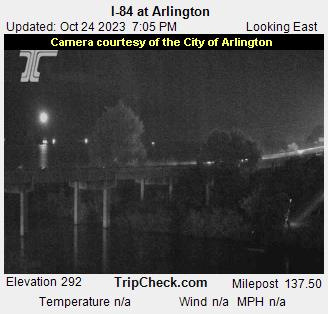 I-84 at Arlington
Updated: Oct 24 2023 7:05 PM Looking East
Camera courtesy of the City of Arlington
Elevation 292 TripCheck.com Milepost 137.50
Temperature n/a Wind n/a MPH n/a